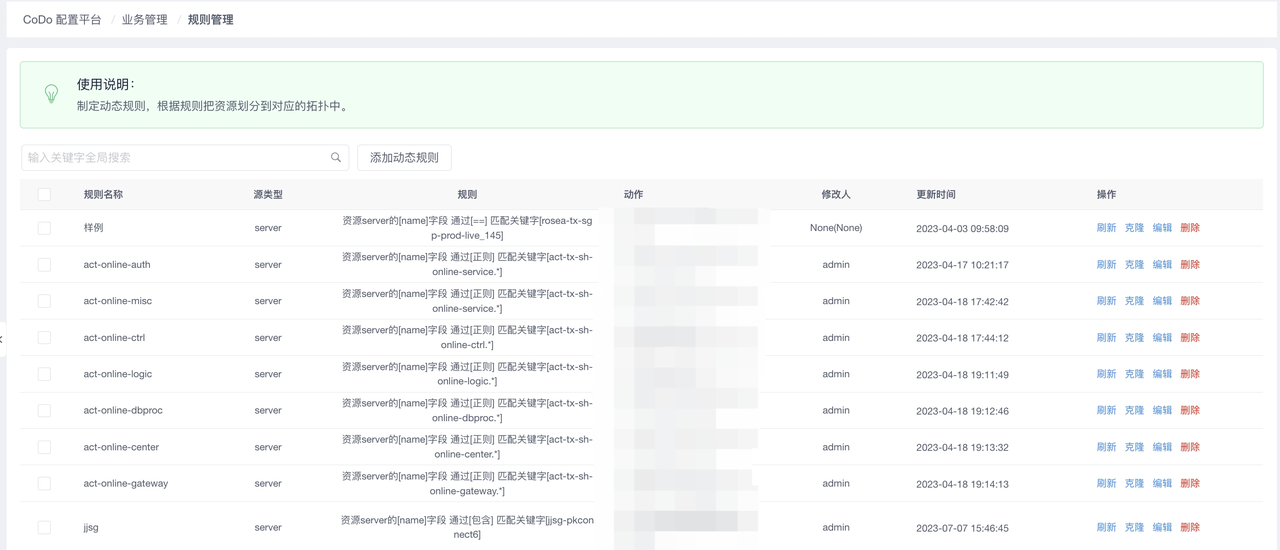 CoDo 配置平台 / 业务管理 / 规则管理
使用说明：
制定动态规则，根据规则把资源划分到对应的拓扑中。
输入关键字全局搜索 添加动态规则
规则名称 源类型 规则 动作 修改人 更新时间 操作
样例 server 资源server的[name]字段 通过[==] 匹配关键字[rosea-tx-sg None(None) 2023-04-03 09:58:09 刷新 克隆 编辑 删除
p-prod-live_145]
act-online-auth server 资源server的[name]字段 通过[正则] 匹配关键字[act-tx-sh- admin 2023-04-17 10:21:17 刷新 克隆 编辑 删除
online-service.*]
act-online-misc server 资源server的[name]字段 通过[正则] 匹配关键字[act-tx-sh- admin 2023-04-18 17:42:42 刷新 克隆 编辑 删除
online-service.*]
act-online-ctrl server 资源server的[name]字段 通过[正则] 匹配关键字[act-tx-sh- admin 2023-04-18 17:44:12 刷新 克隆 编辑 删除
online-ctrl.*]
act-online-logic server 资源server的[name]字段 通过[正则] 匹配关键字[act-tx-sh- admin 2023-04-18 19:11:49 刷新 克隆 编辑 删除
online-logic.*]
act-online-dbproc server 资源server的[name]字段 通过[正则] 匹配关键字[act-tx-sh- admin 2023-04-18 19:12:46 刷新 克隆 编辑 删除
online-dbproc.*]
act-online-center server 资源server的[name]字段 通过[正则] 匹配关键字[act-tx-sh- admin 2023-04-18 19:13:32 刷新 克隆 编辑 删除
online-center.*]
act-online-gateway server 资源server的[name]字段 通过[正则] 匹配关键字[act-tx-sh- admin 2023-04-18 19:14:13 刷新 克隆 编辑 删除
online-gateway.*]
jjsg server 资源server的[name]字段 通过[包含] 匹配关键字[jjsg-pkcon admin 2023-07-07 15:46:45 刷新 克隆 编辑 删除
nect6]